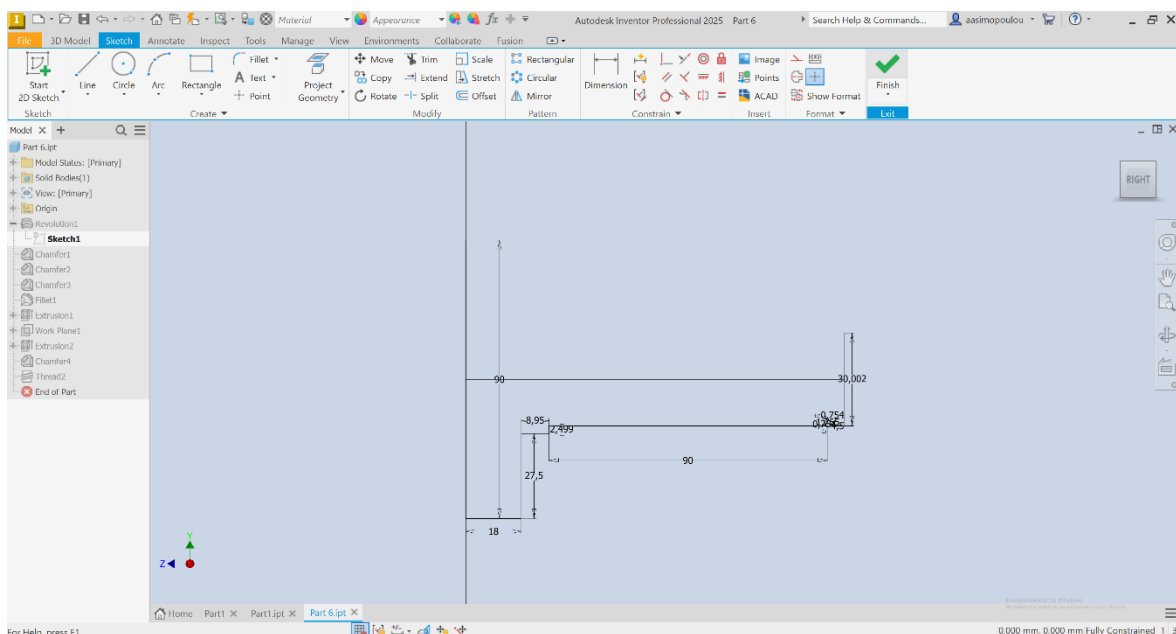 Material
Appearance
Autodesk Inventor Professional 2025 Part 6
Search Help & Commands...
aasimopoulou
File 3D Model Sketch Annotate Inspect Tools Manage View Environments Collaborate Fusion
Start
2D Sketch
Line
Circle
Arc
Rectangle
Fillet
Text
Point
Project
Geometry
Move
Copy
Rotate
Trim
Extend
Split
Scale
Stretch
Offset
Rectangular
Circular
Mirror
Dimension
Image
Points
ACAD
Show Format
Finish
Sketch
Create
Modify
Pattern
Constrain
Insert
Format
Exit
Model
Part 6.ipt
Model States: [Primary]
Solid Bodies(1)
View: [Primary]
Origin
Revolution1
Sketch1
Chamfer1
Chamfer2
Chamfer3
Fillet1
Extrusion1
Work Plane1
Extrusion2
Chamfer4
Thread2
End of Part
RIGHT
90
30,002
8,95
2,499
0,754
90
27,5
18
Y
Z
Home Part1 Part1.ipt Part 6.ipt
For Help, press F1
0.000 mm, 0.000 mm Fully Constrained 1